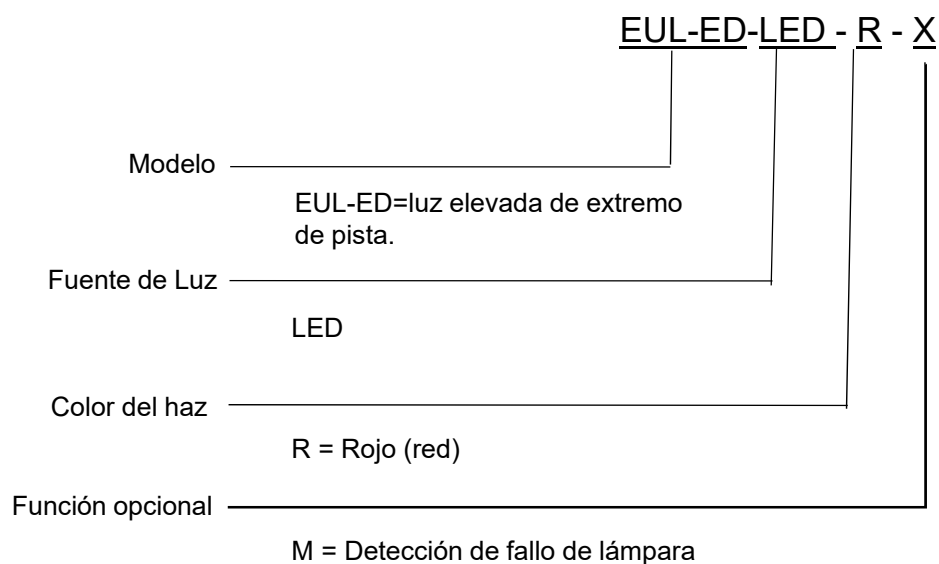 EUL-ED-LED - R - X
Modelo
EUL-ED=luz elevada de extremo
de pista.
Fuente de Luz
LED
Color del haz
R = Rojo (red)
Función opcional
M = Detección de fallo de lámpara